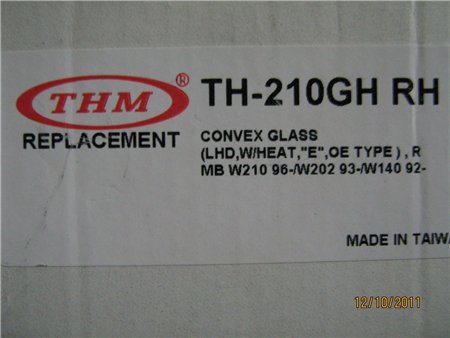 THM ®
TH-210GH RH
REPLACEMENT
CONVEX GLASS
(LHD,W/HEAT,"E",OE TYPE ) , R
MB W210 96-/W202 93-/W140 92-
MADE IN TAIWA
12/10/2011